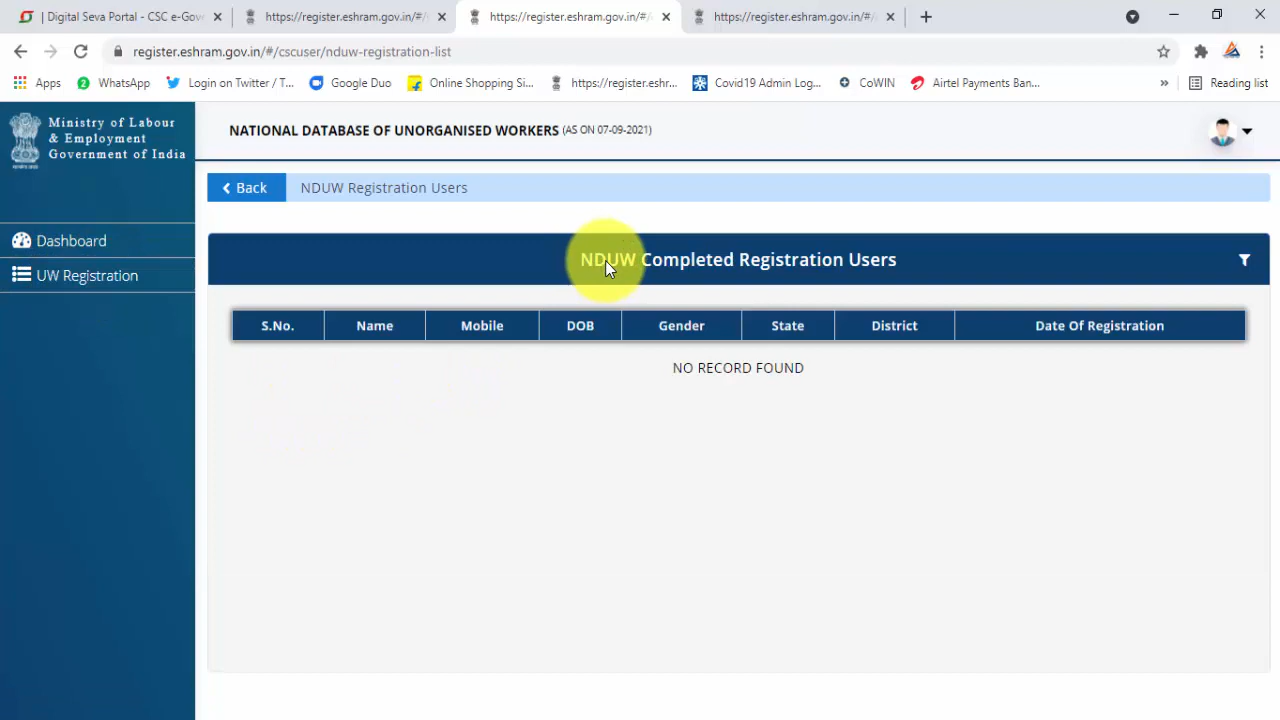 | Digital Seva Portal - CSC e-Gov
https://register.eshram.gov.in/#/
https://register.eshram.gov.in/#/
https://register.eshram.gov.in/#/
register.eshram.gov.in/#/cscuser/nduw-registration-list
Apps
2
WhatsApp
Login on Twitter / T...
Google Duo
Online Shopping Si...
https://register.eshr...
Covid19 Admin Log...
CoWIN
Airtel Payments Ban...
»
Reading list
Ministry of Labour
& Employment
Government of India
NATIONAL DATABASE OF UNORGANISED WORKERS (AS ON 07-09-2021)
Back
NDUW Registration Users
Dashboard
UW Registration
NDUW Completed Registration Users
S.No. Name Mobile DOB Gender State District Date Of Registration
NO RECORD FOUND